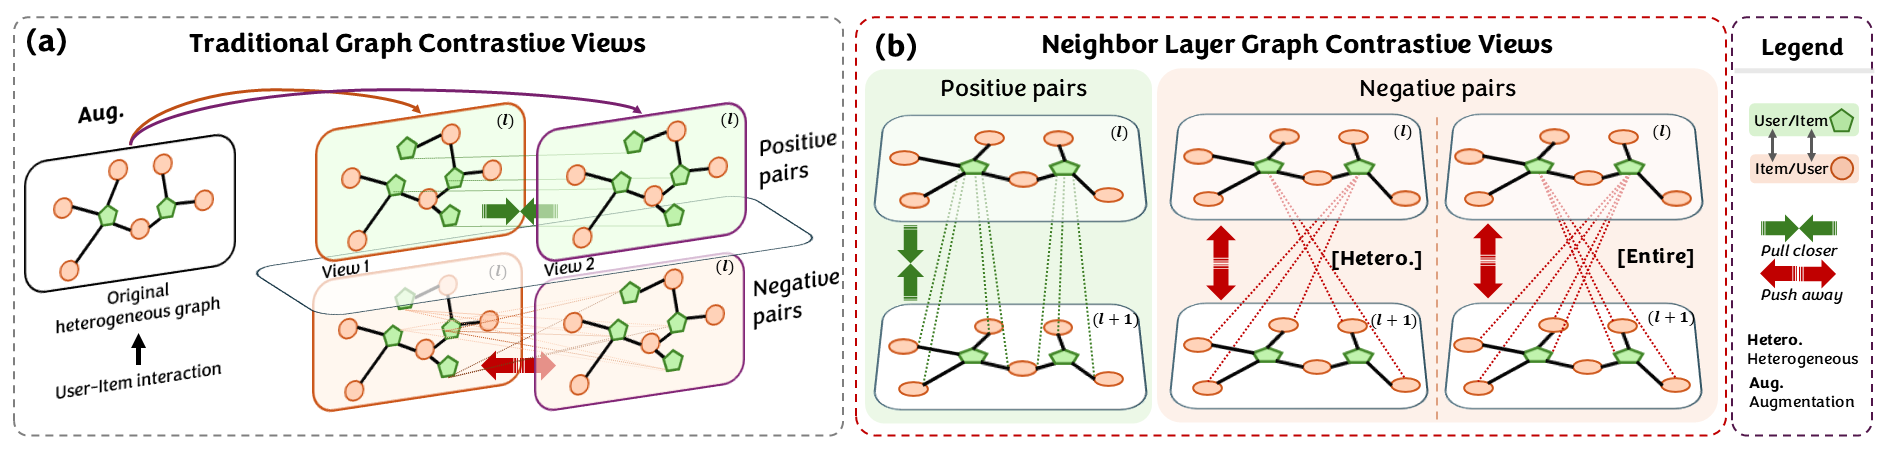 (a)
Traditional Graph Contrastive Views
Aug.
(l)
(l)
Positive
pairs
View 1
View 2
(l)
(l)
Negative
pairs
Original
heterogeneous graph
User-Item interaction
(b)
Neighbor Layer Graph Contrastive Views
Positive pairs
Negative pairs
(l)
(l)
(l)
[Hetero.]
[Entire]
(l + 1)
(l + 1)
(l + 1)
Legend
User/Item
Item/User
Pull closer
Push away
Hetero.
Heterogeneous
Aug.
Augmentation